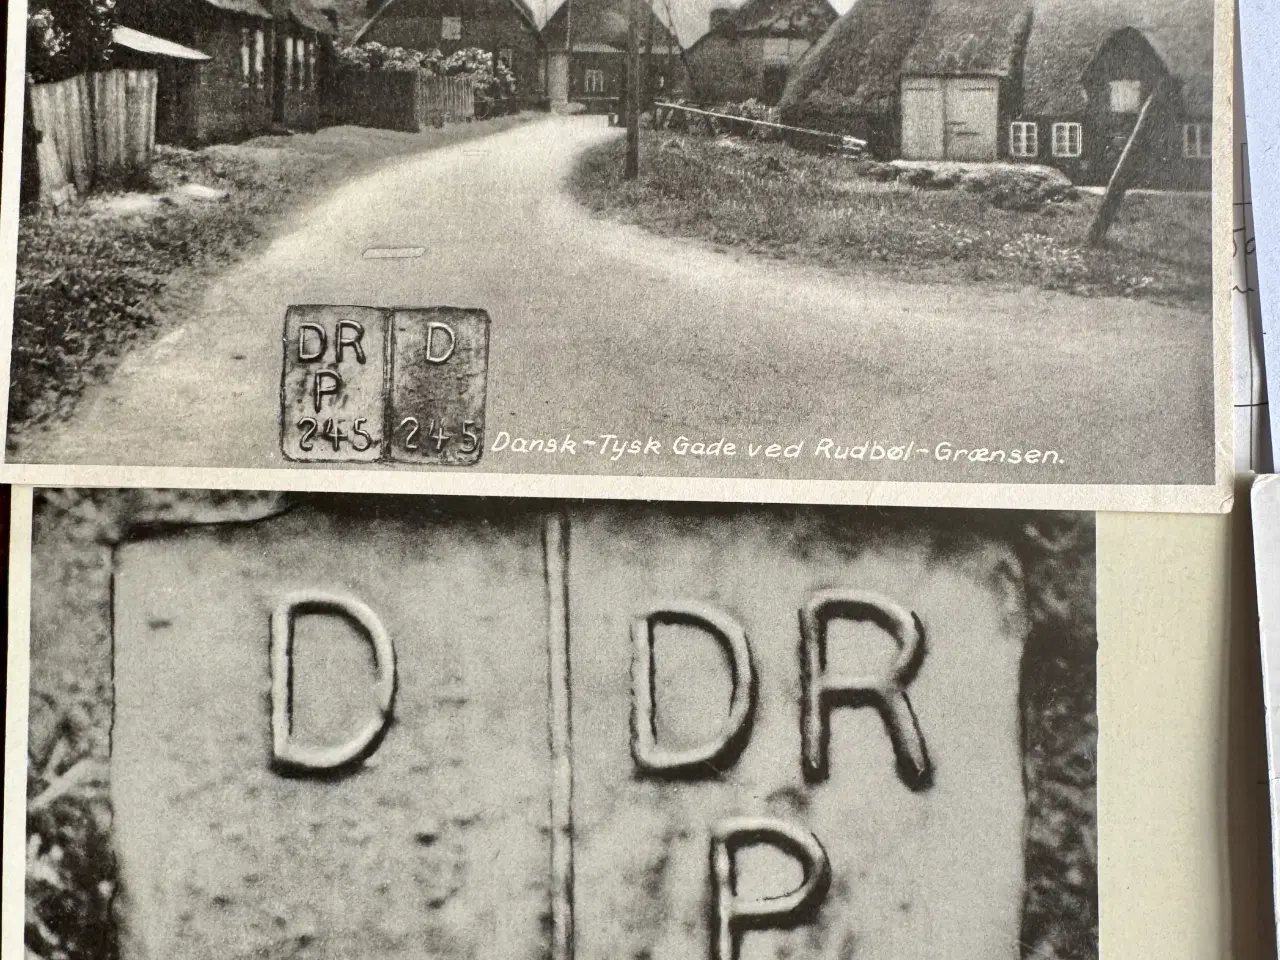 DR D
P
245 245
Dansk-Tysk Gade ved Rudbøl-Grænsen.
D DR
P